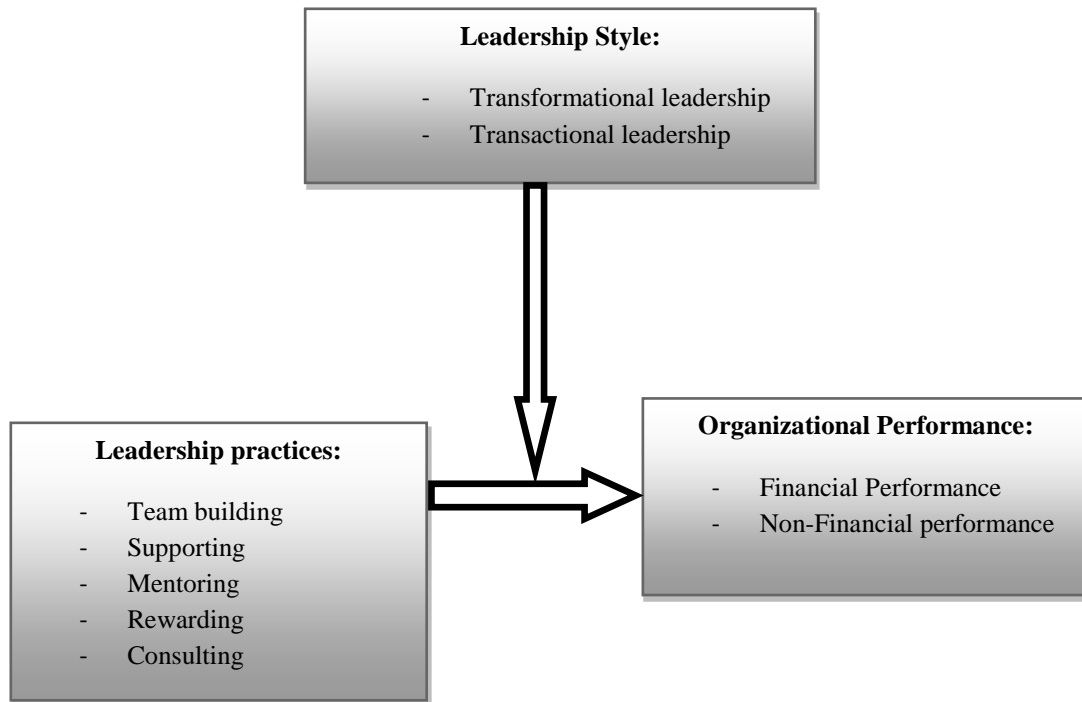 Leadership Style:
- Transformational leadership
- Transactional leadership
Leadership practices:
- Team building
- Supporting
- Mentoring
- Rewarding
- Consulting
Organizational Performance:
- Financial Performance
- Non-Financial performance